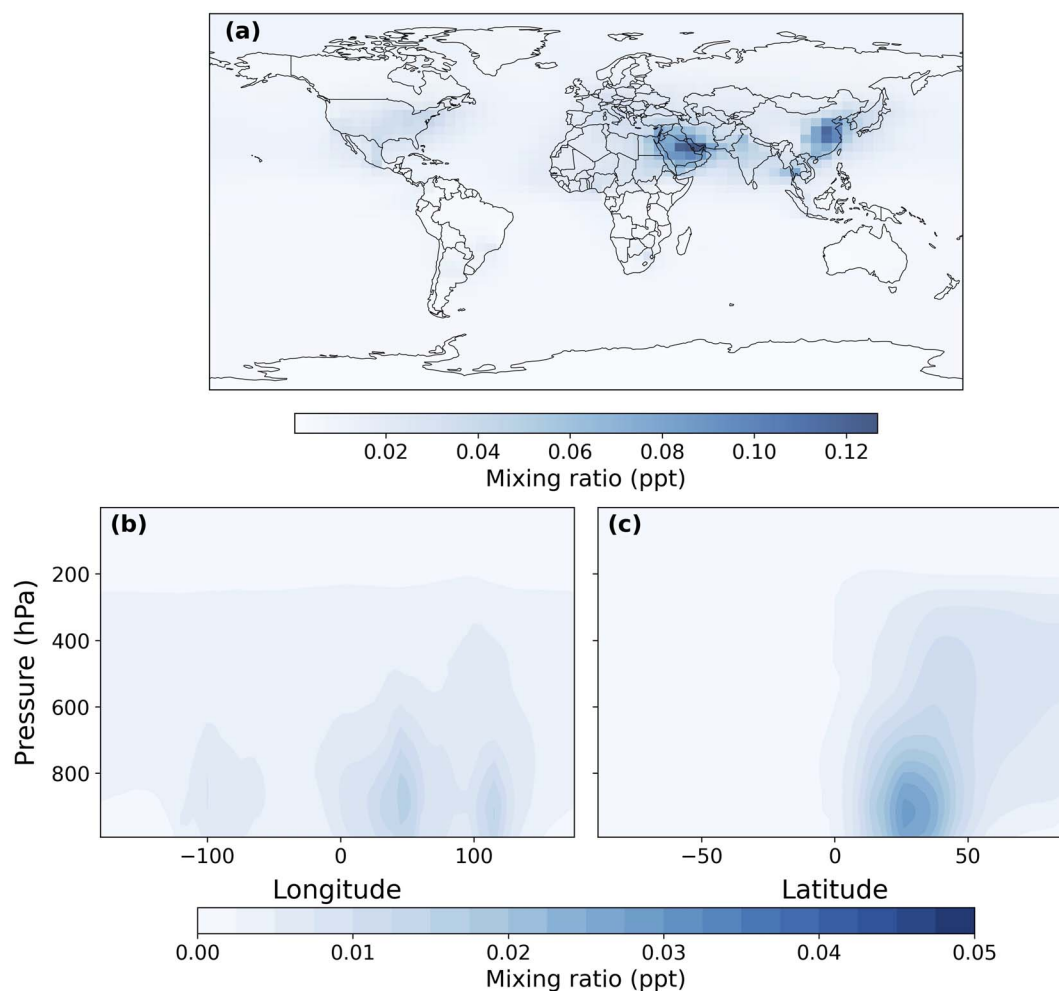 (a)
0.02 0.04 0.06 0.08 0.10 0.12
Mixing ratio (ppt)
(b)
(c)
Pressure (hPa)
200
400
600
800
−100 0 100
−50 0 50
Longitude
Latitude
0.00 0.01 0.02 0.03 0.04 0.05
Mixing ratio (ppt)